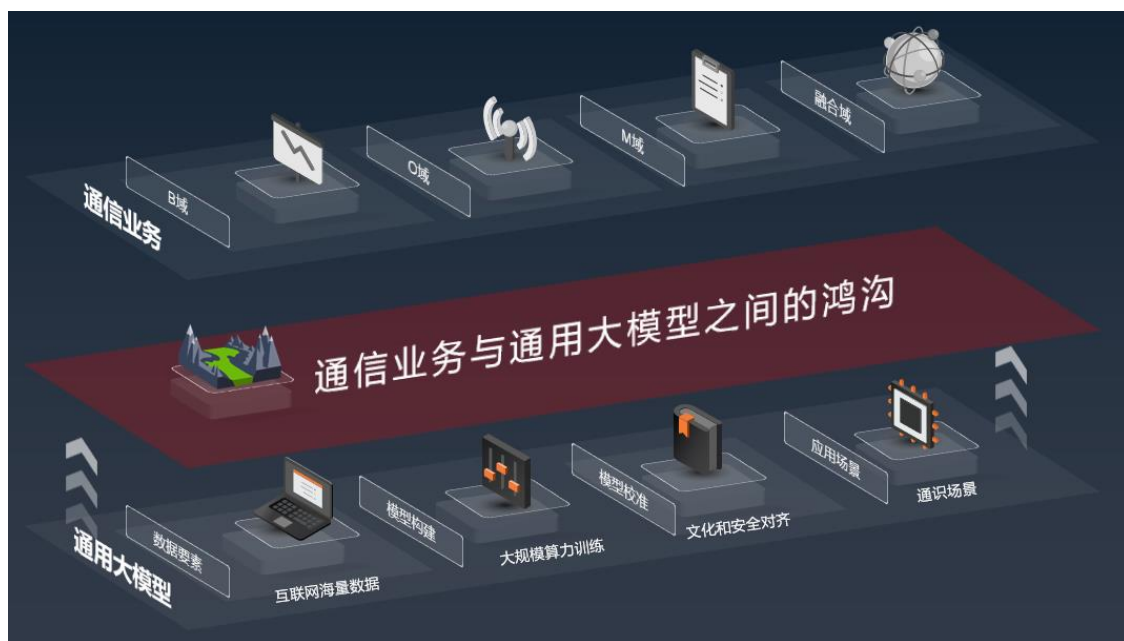 融合域
M域
O域
B域
通信业务
通信业务与通用大模型之间的鸿沟
应用场景
通识场景
模型校准
文化和安全对齐
模型构建
大规模算力训练
数据要素
互联网海量数据
通用大模型